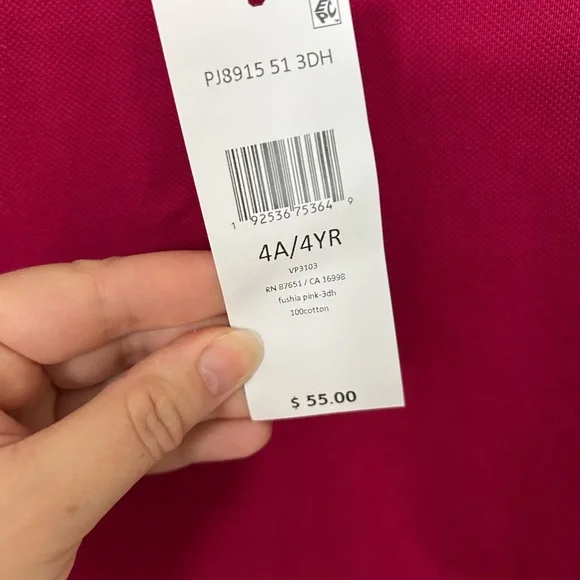 EPC
PJ8915 51 3DH
1 92536 75364 9
4A/4YR
VP3103
RN 87651 / CA 16998
fushia pink-3dh
100cotton
$ 55.00